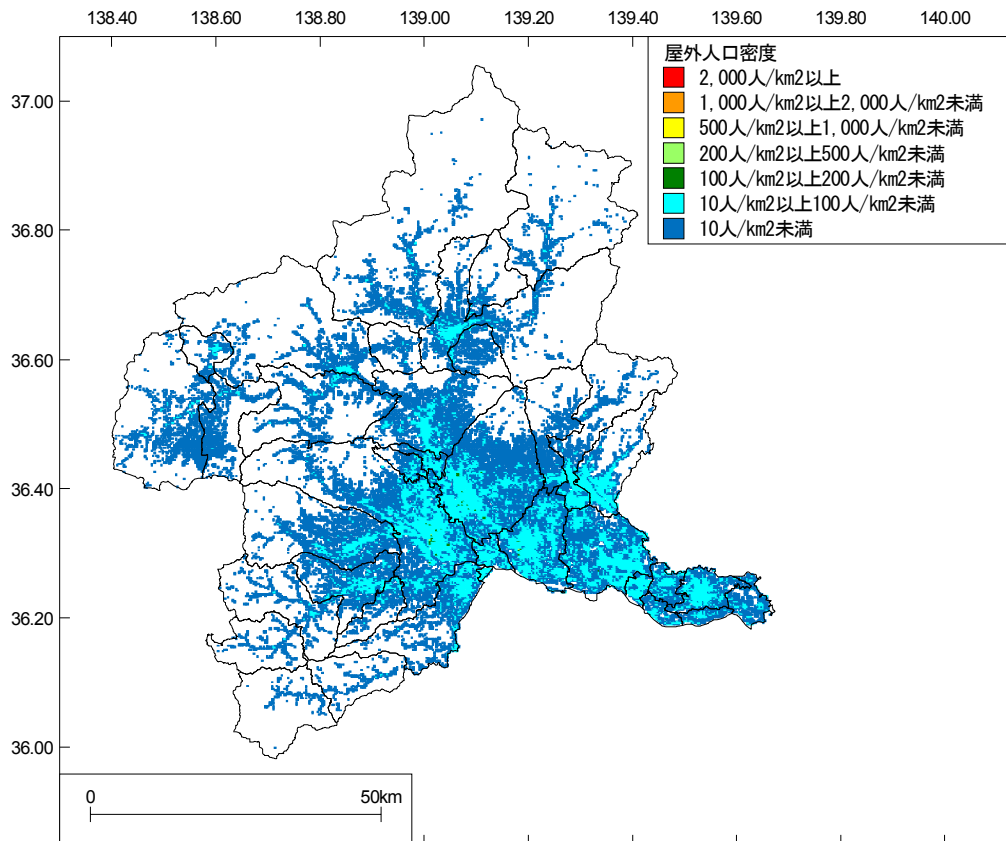 138.40 138.60 138.80 139.00 139.20 139.40 139.60 139.80 140.00
屋外人口密度
2,000人/km2以上
1,000人/km2以上2,000人/km2未満
500人/km2以上1,000人/km2未満
200人/km2以上500人/km2未満
100人/km2以上200人/km2未満
10人/km2以上100人/km2未満
10人/km2未満
37.00
36.80
36.60
36.40
36.20
36.00
0 50km